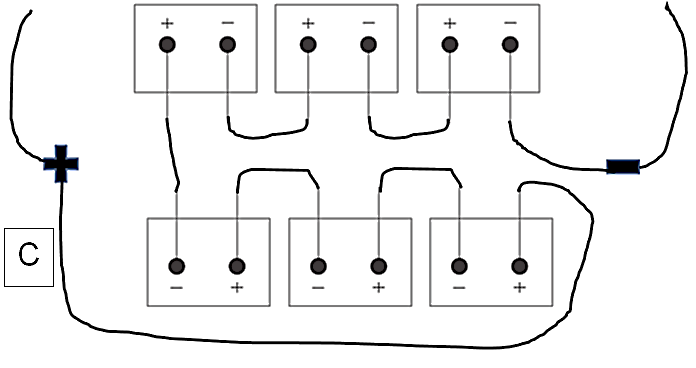 + − + − + −
C
− + − + − +